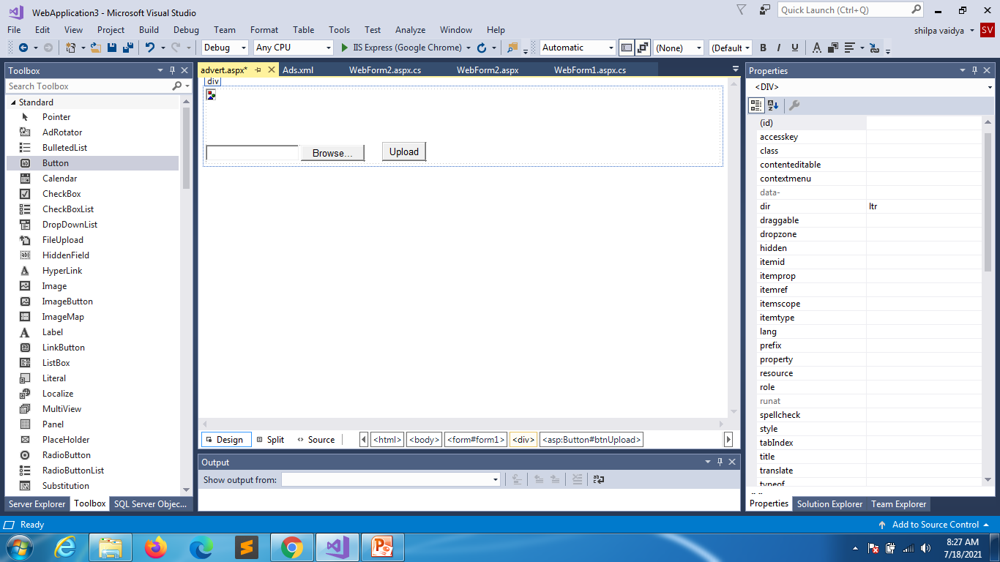 WebApplication3 - Microsoft Visual Studio
Quick Launch (Ctrl+Q)
File Edit View Project Build Debug Team Format Table Tools Test Analyze Window Help
shilpa vaidya SV
Debug Any CPU IIS Express (Google Chrome) Automatic (None) (Default
B I U A
Toolbox
advert.aspx* Ads.xml WebForm2.aspx.cs WebForm2.aspx WebForm1.aspx.cs
Properties
Search Toolbox
div
<DIV>
Standard
Pointer
AdRotator
BulletedList
Button
Calendar
CheckBox
CheckBoxList
DropDownList
FileUpload
HiddenField
HyperLink
Image
ImageButton
ImageMap
Label
LinkButton
ListBox
Literal
Localize
MultiView
Panel
PlaceHolder
RadioButton
RadioButtonList
Substitution
Server Explorer Toolbox SQL Server Objec...
Browse... Upload
Design Split Source
<html> <body> <form#form1> <div> <asp:Button#btnUpload>
Output
Show output from:
(id)
accesskey
class
contenteditable
contextmenu
data-
dir ltr
draggable
dropzone
hidden
itemid
itemprop
itemref
itemscope
itemtype
lang
prefix
property
resource
role
runat
spellcheck
style
tabIndex
title
translate
typeof
Properties Solution Explorer Team Explorer
Ready
Add to Source Control
8:27 AM
7/18/2021